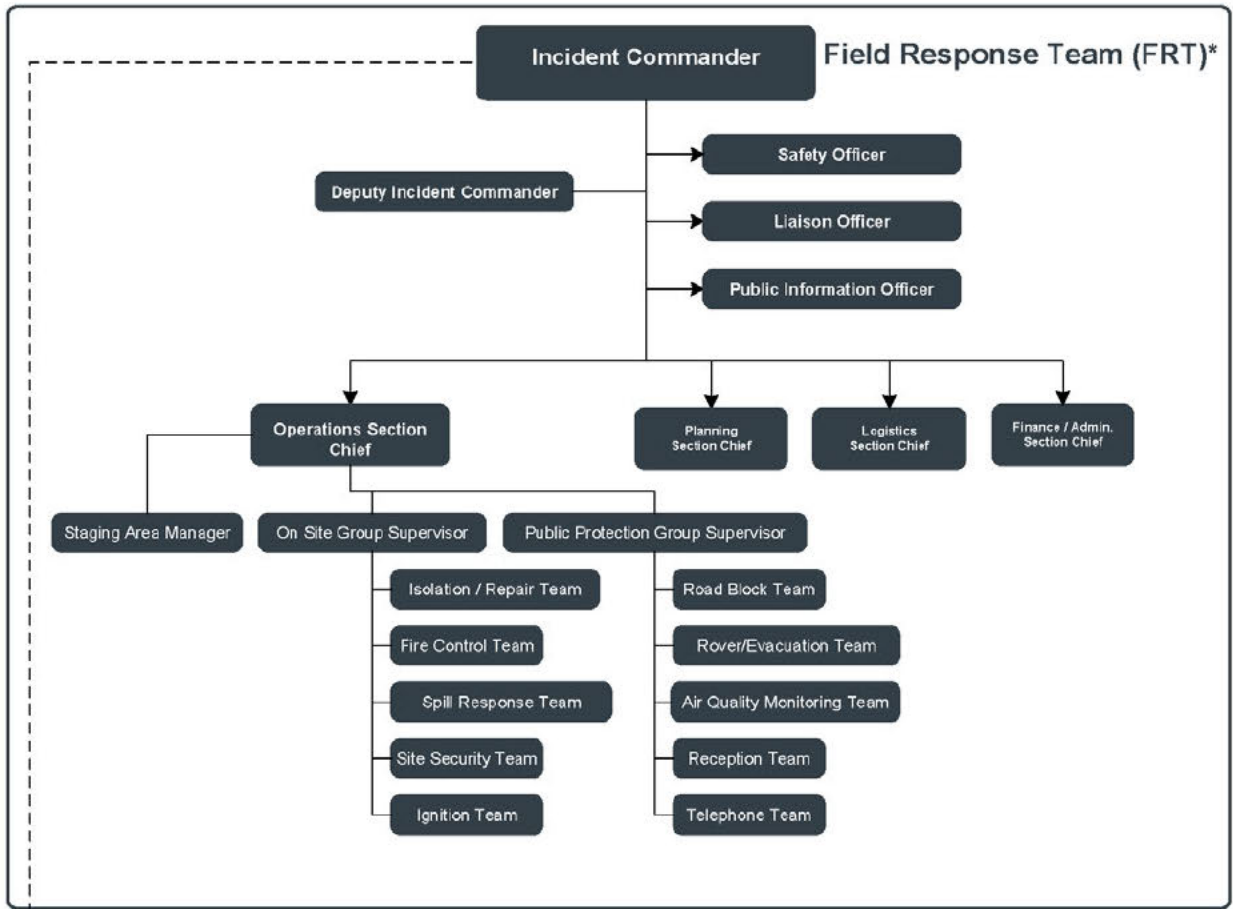 Incident Commander
Field Response Team (FRT)*
Safety Officer
Deputy Incident Commander
Liaison Officer
Public Information Officer
Operations Section
Chief
Planning
Section Chief
Logistics
Section Chief
Finance / Admin.
Section Chief
Staging Area Manager
On Site Group Supervisor
Public Protection Group Supervisor
Isolation / Repair Team
Road Block Team
Fire Control Team
Rover/Evacuation Team
Spill Response Team
Air Quality Monitoring Team
Site Security Team
Reception Team
Ignition Team
Telephone Team